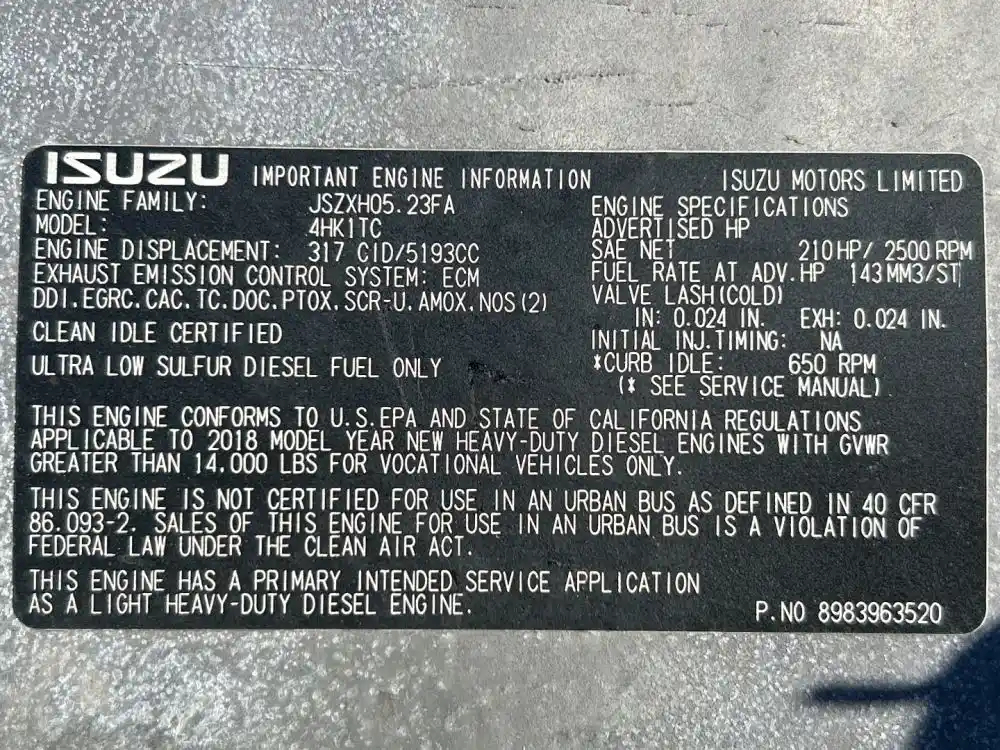 ISUZU IMPORTANT ENGINE INFORMATION ISUZU MOTORS LIMITED
ENGINE FAMILY: JSZXH05.23FA
MODEL: 4HK1TC
ENGINE DISPLACEMENT: 317 CID/5193CC
EXHAUST EMISSION CONTROL SYSTEM: ECM
DDI.EGRC.CAC.TC.DOC.PTOX.SCR-U.AMOX.NOS(2)
CLEAN IDLE CERTIFIED
ULTRA LOW SULFUR DIESEL FUEL ONLY
ENGINE SPECIFICATIONS
ADVERTISED HP
SAE NET 210HP/ 2500RPM
FUEL RATE AT ADV.HP 143MM3/ST
VALVE LASH(COLD)
IN: 0.024 IN. EXH: 0.024 IN.
INITIAL INJ.TIMING: NA
*CURB IDLE: 650 RPM
(* SEE SERVICE MANUAL)
THIS ENGINE CONFORMS TO U.S.EPA AND STATE OF CALIFORNIA REGULATIONS
APPLICABLE TO 2018 MODEL YEAR NEW HEAVY-DUTY DIESEL ENGINES WITH GVWR
GREATER THAN 14.000 LBS FOR VOCATIONAL VEHICLES ONLY.
THIS ENGINE IS NOT CERTIFIED FOR USE IN AN URBAN BUS AS DEFINED IN 40 CFR
86.093-2. SALES OF THIS ENGINE FOR USE IN AN URBAN BUS IS A VIOLATION OF
FEDERAL LAW UNDER THE CLEAN AIR ACT.
THIS ENGINE HAS A PRIMARY INTENDED SERVICE APPLICATION
AS A LIGHT HEAVY-DUTY DIESEL ENGINE.
P.NO 8983963520